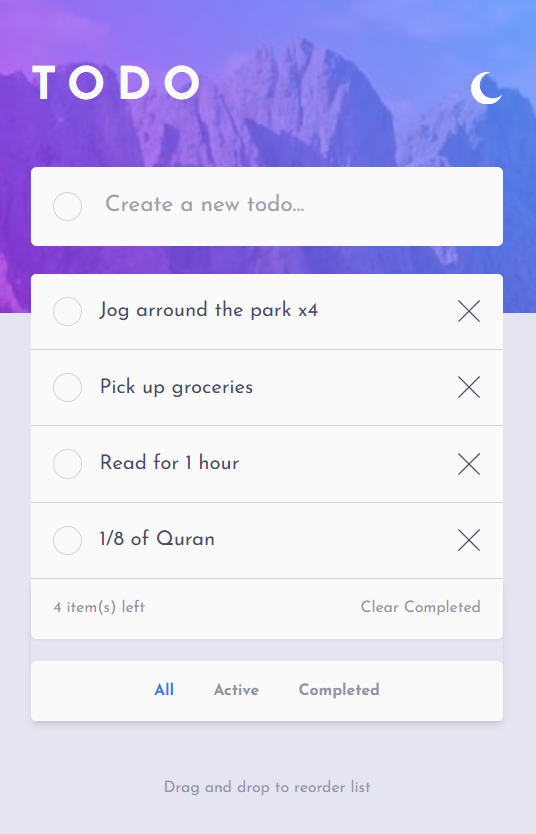 TODO
Create a new todo...
Jog arround the park x4
Pick up groceries
Read for 1 hour
1/8 of Quran
4 item(s) left Clear Completed
All Active Completed
Drag and drop to reorder list